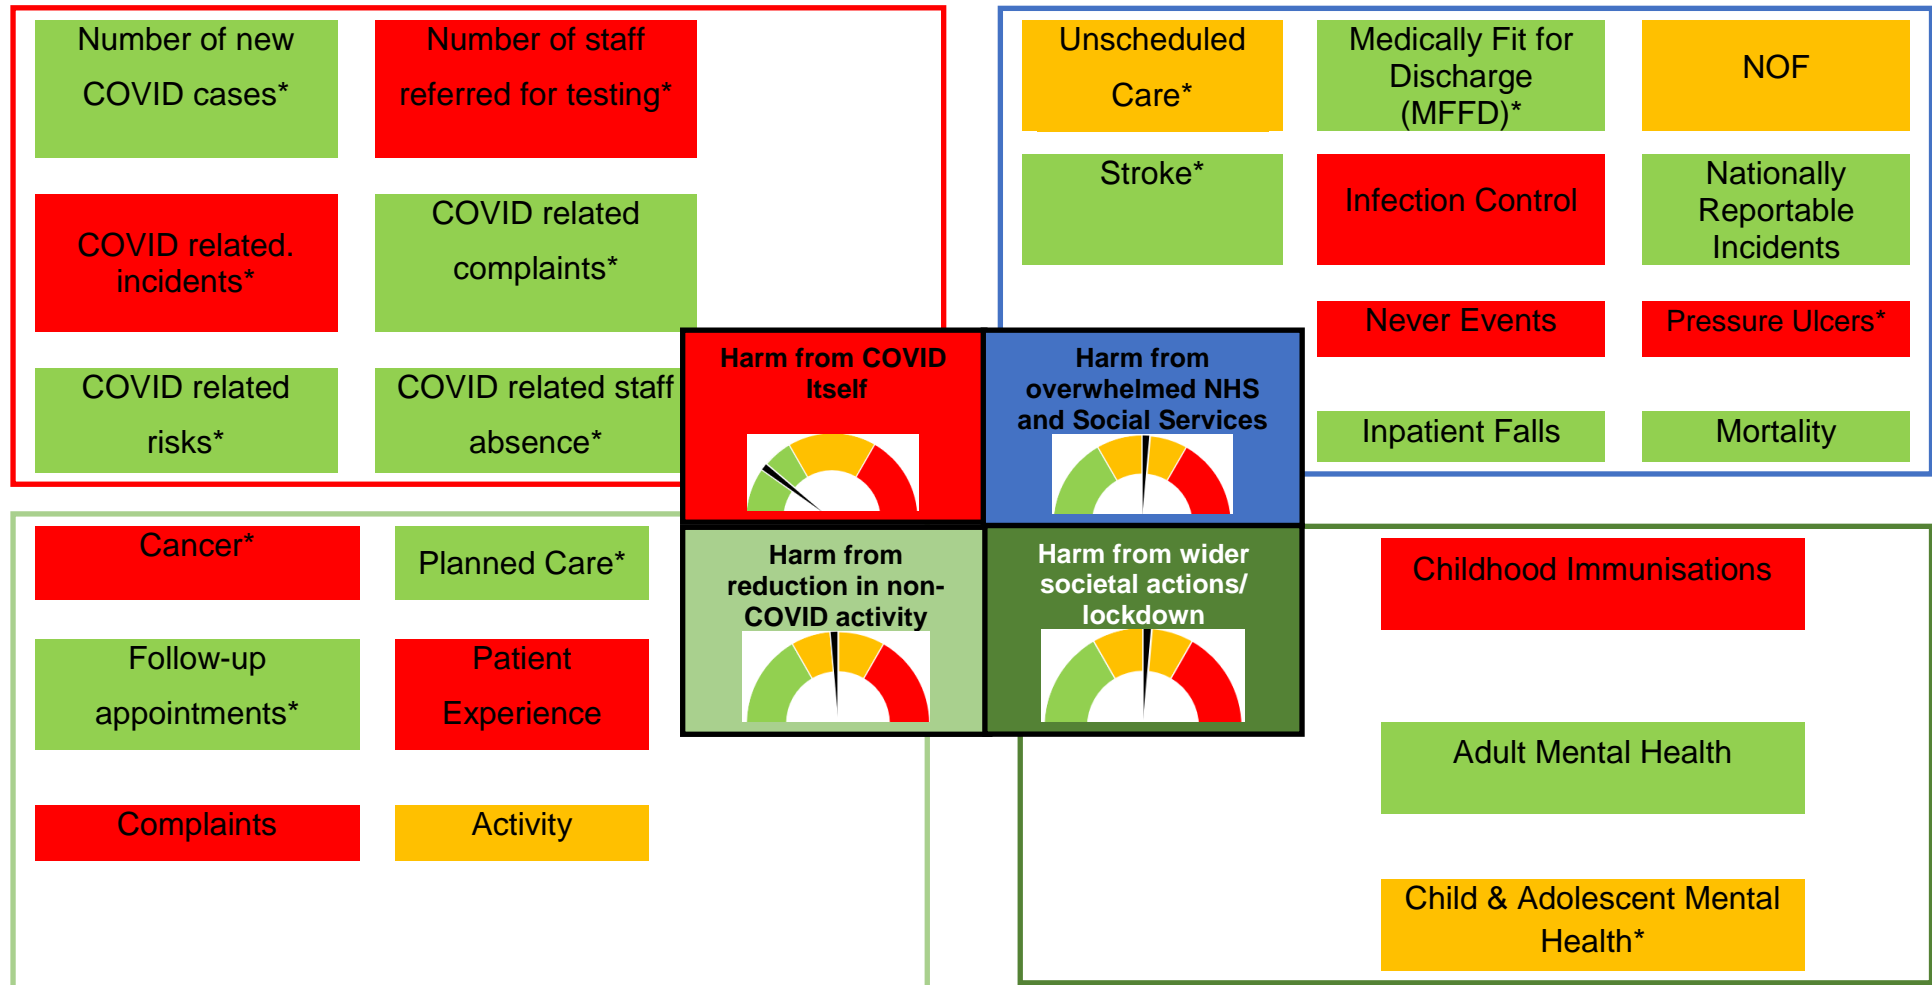 Number of new
COVID cases*
Number of staff
referred for testing*
COVID related.
incidents*
COVID related
complaints*
COVID related
risks*
COVID related staff
absence*
Unscheduled
Care*
Medically Fit for
Discharge
(MFFD)*
NOF
Stroke*
Infection Control
Nationally
Reportable
Incidents
Never Events
Pressure Ulcers*
Inpatient Falls
Mortality
Harm from COVID
Itself
Harm from
overwhelmed NHS
and Social Services
Harm from
reduction in non-
COVID activity
Harm from wider
societal actions/
lockdown
Cancer*
Planned Care*
Follow-up
appointments*
Patient
Experience
Complaints
Activity
Childhood Immunisations
Adult Mental Health
Child & Adolescent Mental
Health*